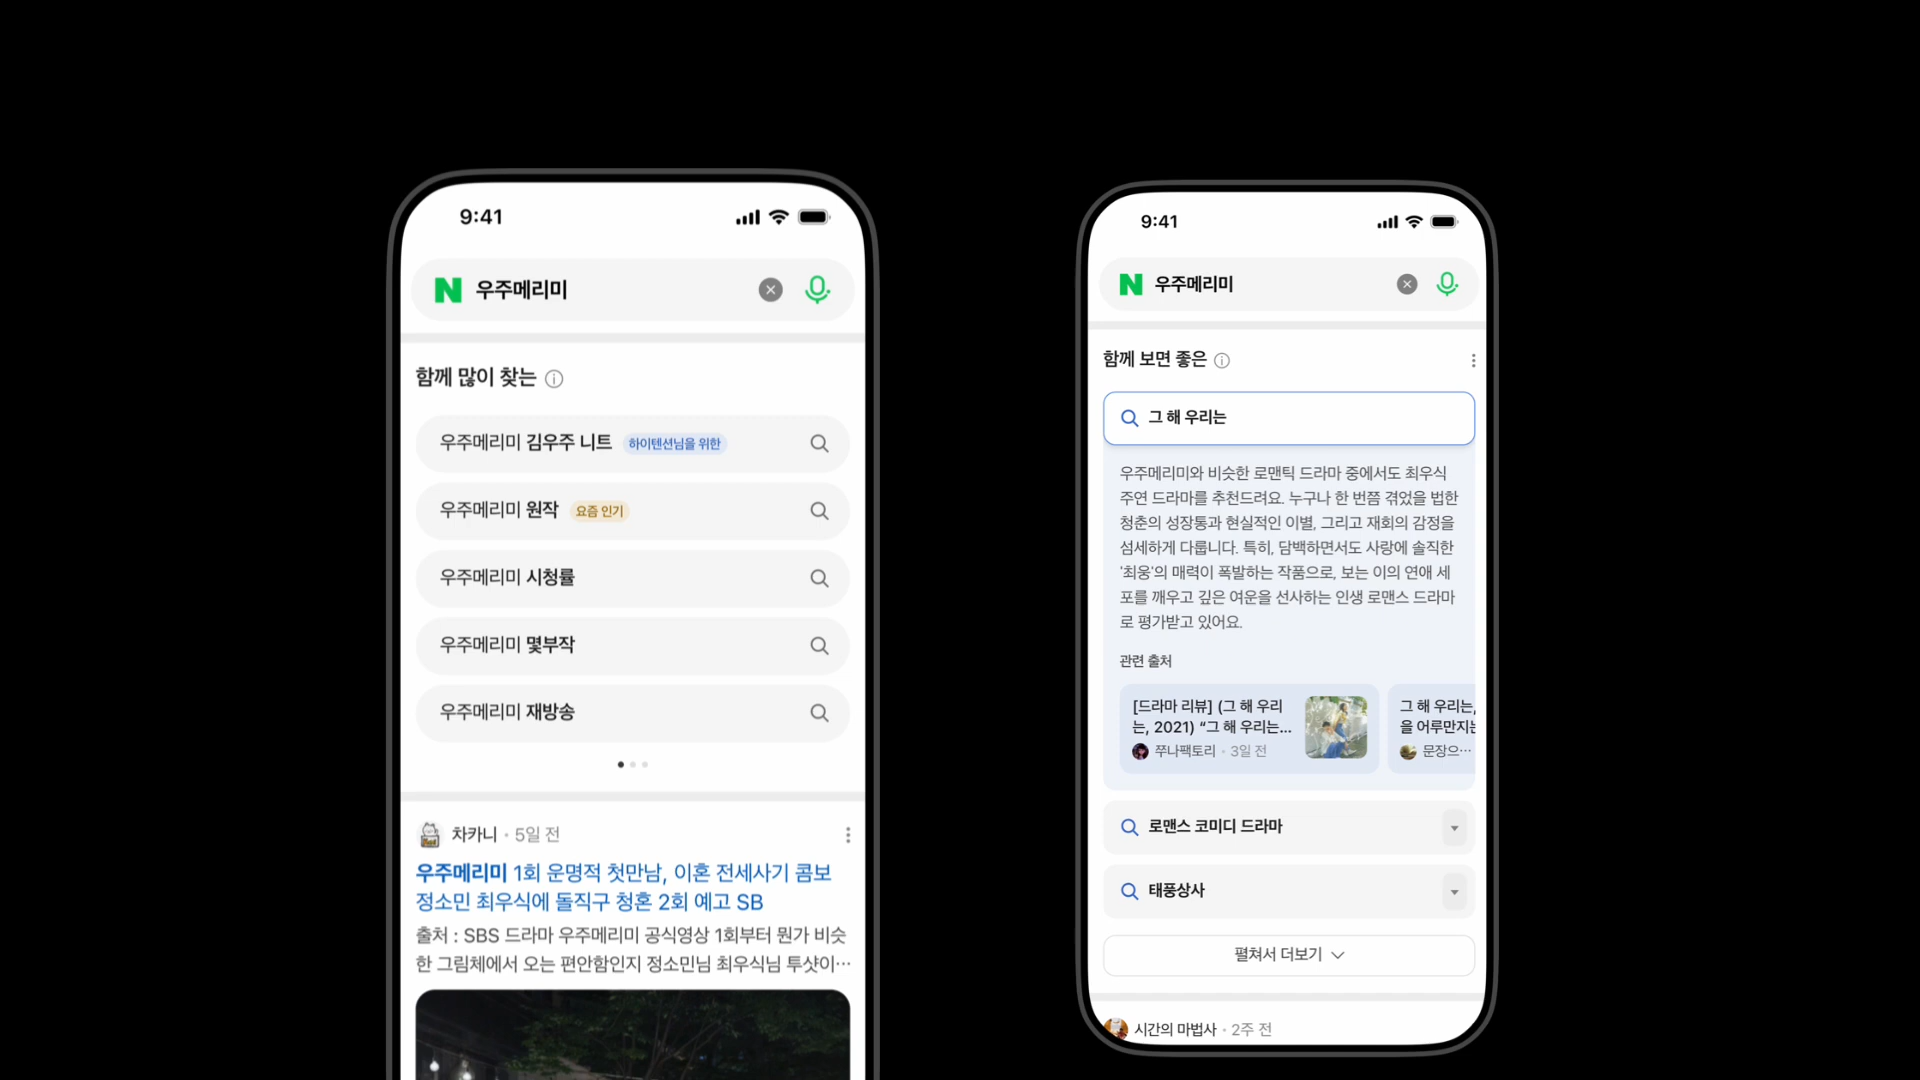 9:41
N 우주메리미
함께 많이 찾는
우주메리미 김우주 니트 하이텐션님을 위한
우주메리미 원작 요즘 인기
우주메리미 시청률
우주메리미 몇부작
우주메리미 재방송
차카니 · 5일 전
우주메리미 1회 운명적 첫만남, 이혼 전세사기 콤보
정소민 최우식에 돌직구 청혼 2회 예고 SB
출처 : SBS 드라마 우주메리미 공식영상 1회부터 뭔가 비슷
한 그림체에서 오는 편안함인지 정소민님 최우식님 투샷이···
9:41
N 우주메리미
함께 보면 좋은
그 해 우리는
우주메리미와 비슷한 로맨틱 드라마 중에서도 최우식
주연 드라마를 추천드려요. 누구나 한 번쯤 겪었을 법한
청춘의 성장통과 현실적인 이별, 그리고 재회의 감정을
섬세하게 다룹니다. 특히, 담백하면서도 사랑에 솔직한
'최웅'의 매력이 폭발하는 작품으로, 보는 이의 연애 세
포를 깨우고 깊은 여운을 선사하는 인생 로맨스 드라마
로 평가받고 있어요.
관련 출처
[드라마 리뷰] (그 해 우리
는, 2021) “그 해 우리는...
쭈나팩토리 · 3일 전
그 해 우리는,
을 어루만지는
문장으···
로맨스 코미디 드라마
태풍상사
펼쳐서 더보기
시간의 마법사 · 2주 전